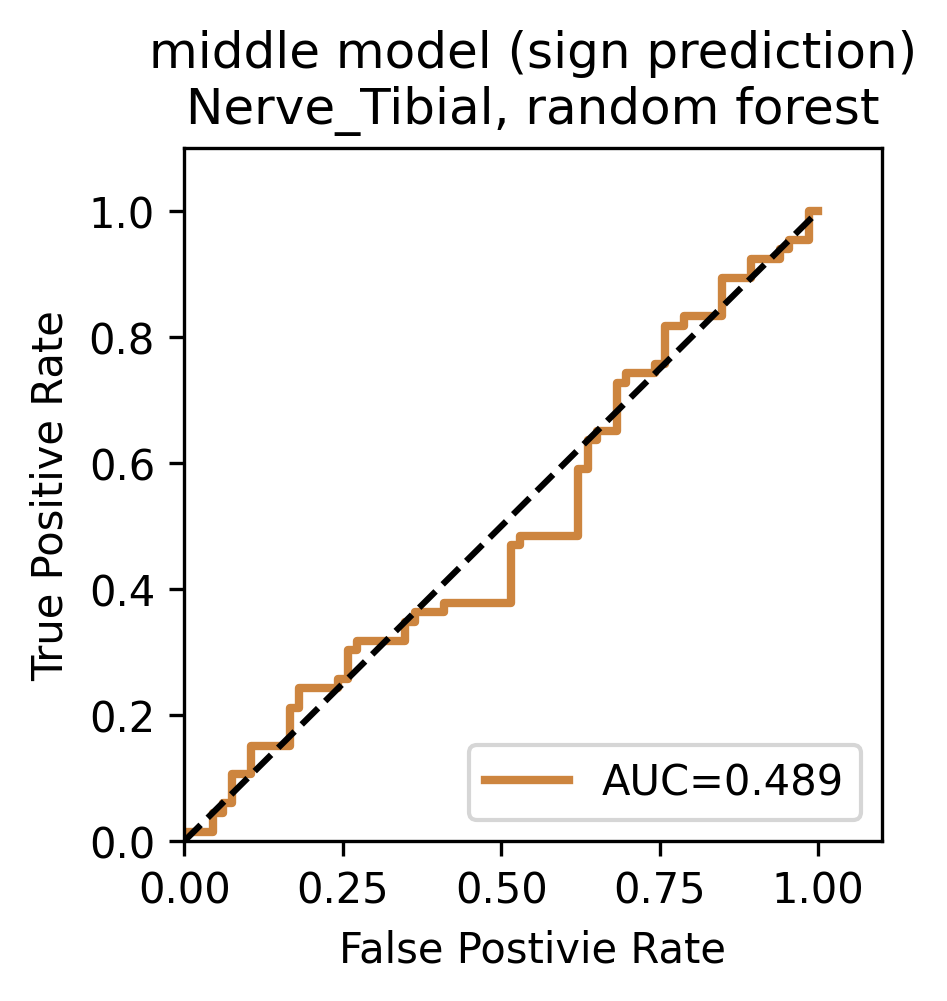 middle model (sign prediction)
Nerve_Tibial, random forest
True Positive Rate
1.0
0.8
0.6
0.4
0.2
0.0
AUC=0.489
0.00 0.25 0.50 0.75 1.00
False Postivie Rate